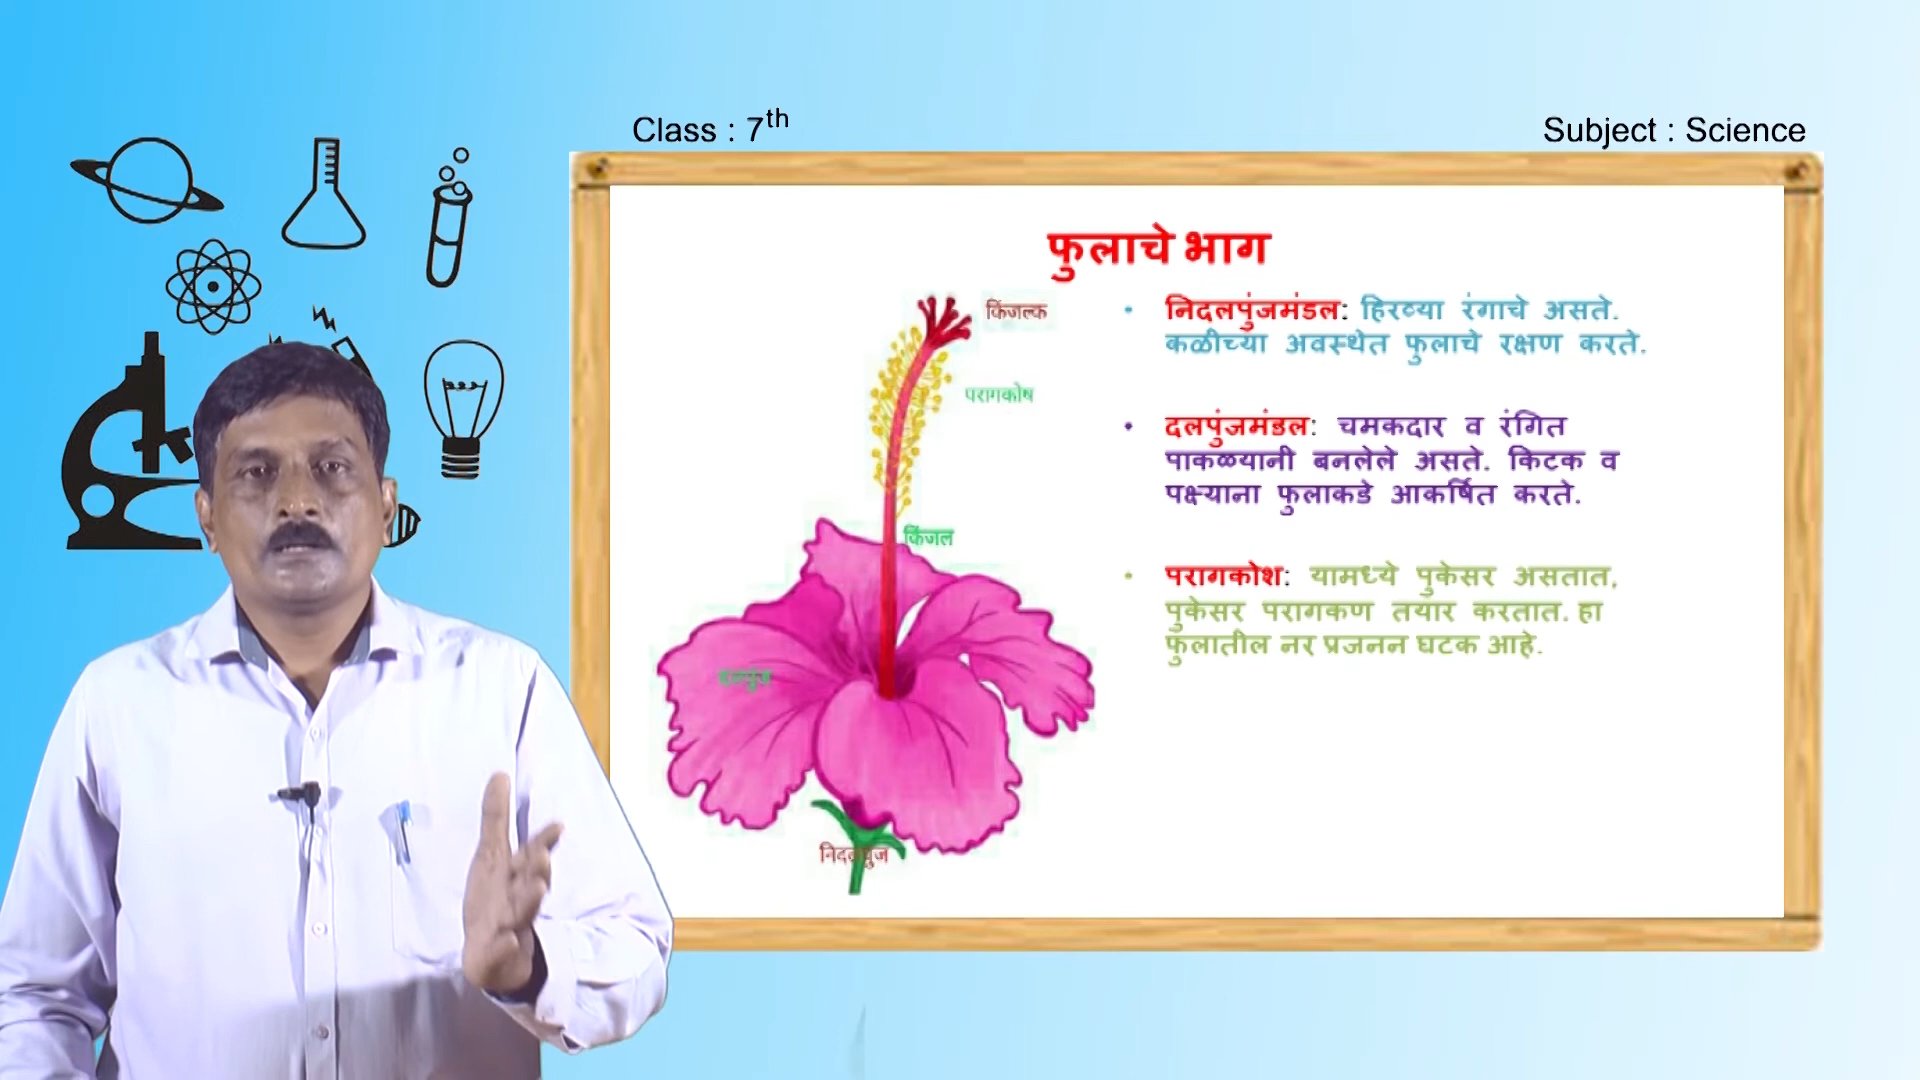 Class : 7th
Subject : Science
फुलाचे भाग
किंजल्क
परागकोष
किंजल
दलपुंज
निदलपुंज
• निदलपुंजमंडल: हिरव्या रंगाचे असते.
कळीच्या अवस्थेत फुलाचे रक्षण करते.
• दलपुंजमंडल: चमकदार व रंगित
पाकळ्यानी बनलेले असते. किटक व
पक्ष्याना फुलाकडे आकर्षित करते.
• परागकोश: यामध्ये पुकेसर असतात,
पुकेसर परागकण तयार करतात. हा
फुलातील नर प्रजनन घटक आहे.